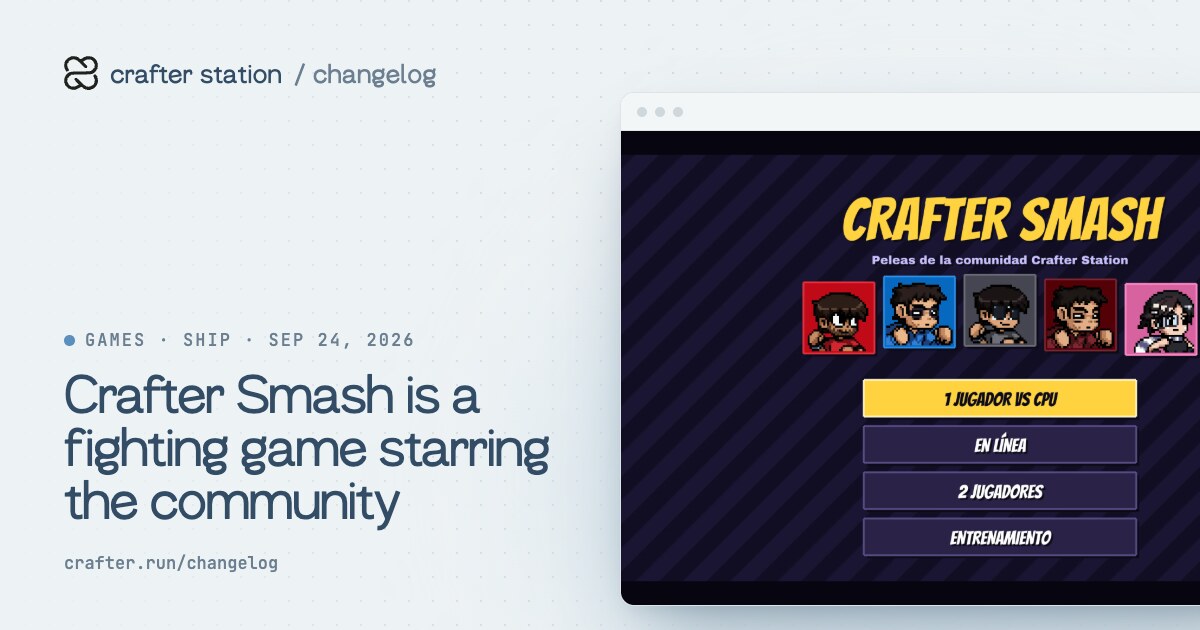 crafter station / changelog
GAMES · SHIP · SEP 24, 2026
Crafter Smash is a
fighting game starring
the community
crafter.run/changelog
CRAFTER SMASH
Peleas de la comunidad Crafter Station
1 JUGADOR VS CPU
EN LÍNEA
2 JUGADORES
ENTRENAMIENTO